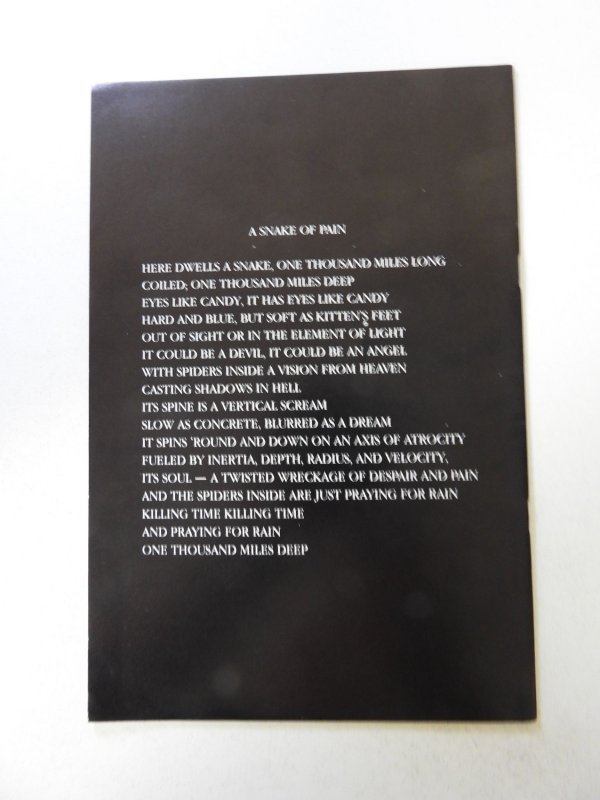 A SNAKE OF PAIN
HERE DWELLS A SNAKE, ONE THOUSAND MILES LONG
COILED; ONE THOUSAND MILES DEEP
EYES LIKE CANDY, IT HAS EYES LIKE CANDY
HARD AND BLUE, BUT SOFT AS KITTEN'S FEET
OUT OF SIGHT OR IN THE ELEMENT OF LIGHT
IT COULD BE A DEVIL, IT COULD BE AN ANGEL
WITH SPIDERS INSIDE A VISION FROM HEAVEN
CASTING SHADOWS IN HELL
ITS SPINE IS A VERTICAL SCREAM
SLOW AS CONCRETE, BLURRED AS A DREAM
IT SPINS 'ROUND AND DOWN ON AN AXIS OF ATROCITY
FUELED BY INERTIA, DEPTH, RADIUS, AND VELOCITY,
ITS SOUL — A TWISTED WRECKAGE OF DESPAIR AND PAIN
AND THE SPIDERS INSIDE ARE JUST PRAYING FOR RAIN
KILLING TIME KILLING TIME
AND PRAYING FOR RAIN
ONE THOUSAND MILES DEEP